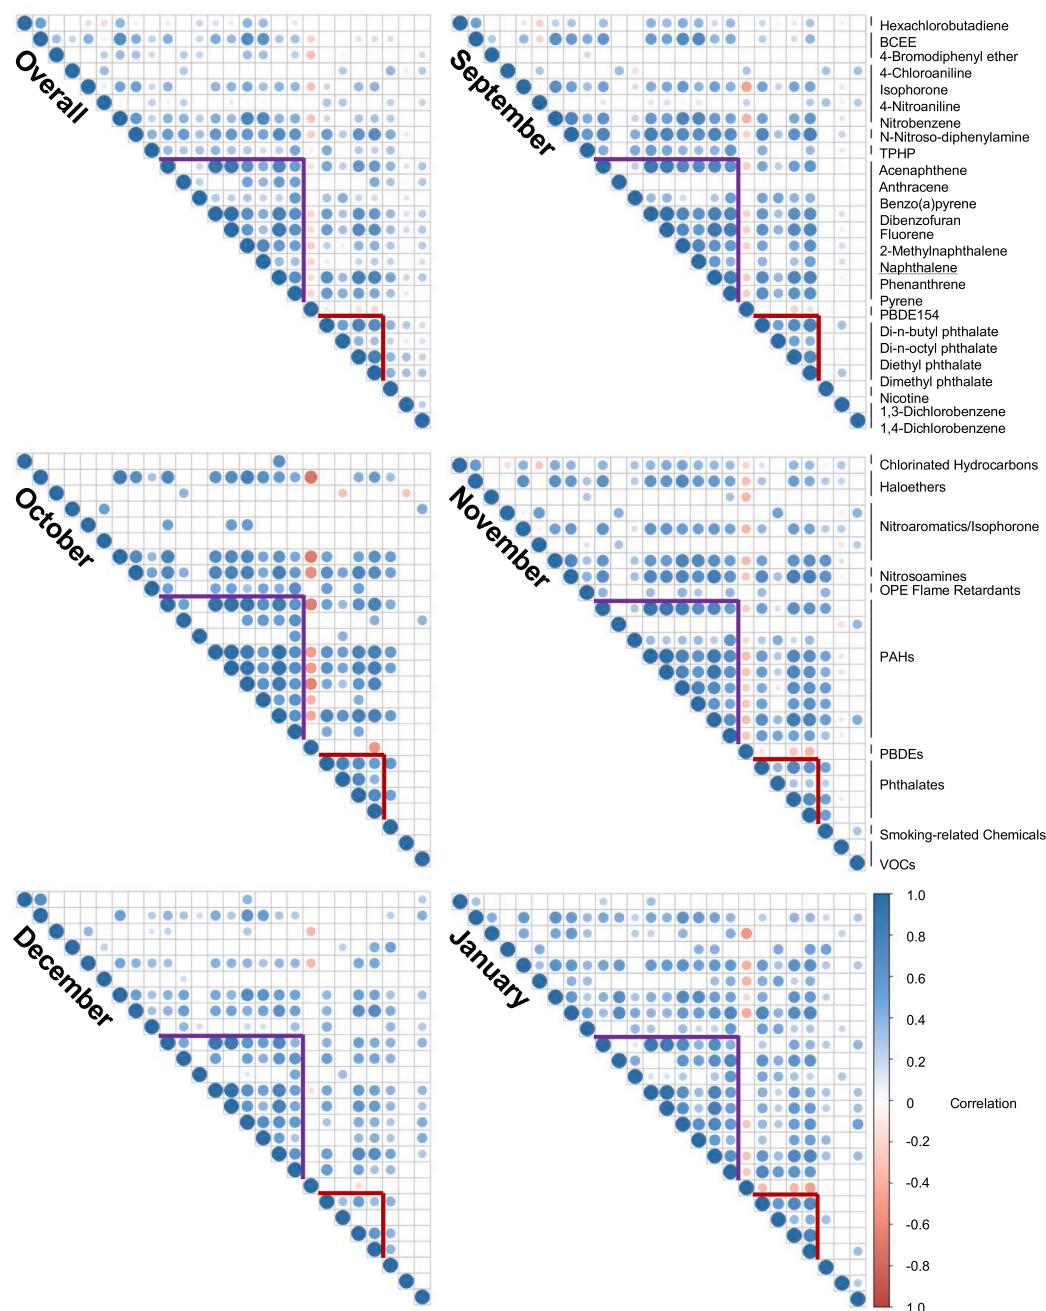 Overall
September
Hexachlorobutadiene
BCEE
4-Bromodiphenyl ether
4-Chloroaniline
Isophorone
4-Nitroaniline
Nitrobenzene
N-Nitroso-diphenylamine
TPHP
Acenaphthene
Anthracene
Benzo(a)pyrene
Dibenzofuran
Fluorene
2-Methylnaphthalene
Naphthalene
Phenanthrene
Pyrene
PBDE154
Di-n-butyl phthalate
Di-n-octyl phthalate
Diethyl phthalate
Dimethyl phthalate
Nicotine
1,3-Dichlorobenzene
1,4-Dichlorobenzene
October
November
Chlorinated Hydrocarbons
Haloethers
Nitroaromatics/Isophorone
Nitrosoamines
OPE Flame Retardants
PAHs
PBDEs
Phthalates
Smoking-related Chemicals
VOCs
December
January
1.0
0.8
0.6
0.4
0.2
0
-0.2
-0.4
-0.6
-0.8
1.0
Correlation